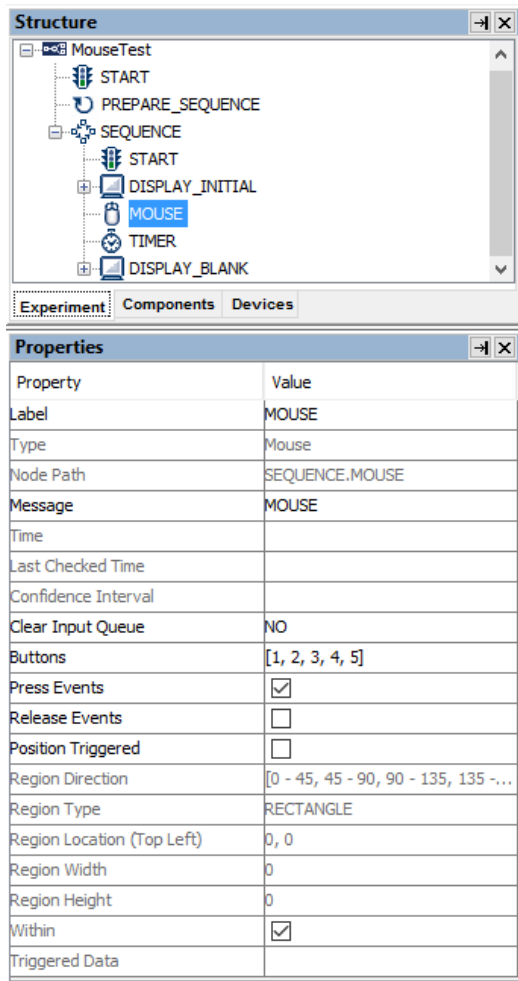 Structure
MouseTest
START
PREPARE_SEQUENCE
SEQUENCE
START
DISPLAY_INITIAL
MOUSE
TIMER
DISPLAY_BLANK
Experiment Components Devices
Properties
Property Value
Label MOUSE
Type Mouse
Node Path SEQUENCE.MOUSE
Message MOUSE
Time
Last Checked Time
Confidence Interval
Clear Input Queue NO
Buttons [1, 2, 3, 4, 5]
Press Events
Release Events
Position Triggered
Region Direction [0 - 45, 45 - 90, 90 - 135, 135 -...
Region Type RECTANGLE
Region Location (Top Left) 0, 0
Region Width 0
Region Height 0
Within
Triggered Data